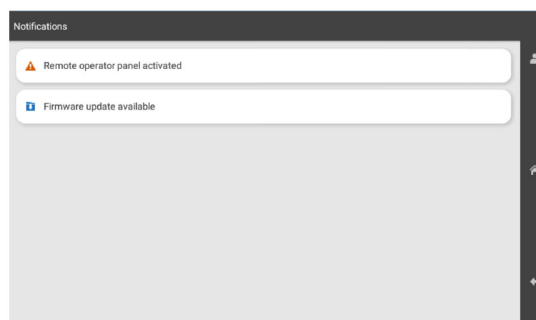 Notifications
Remote operator panel activated
Firmware update available